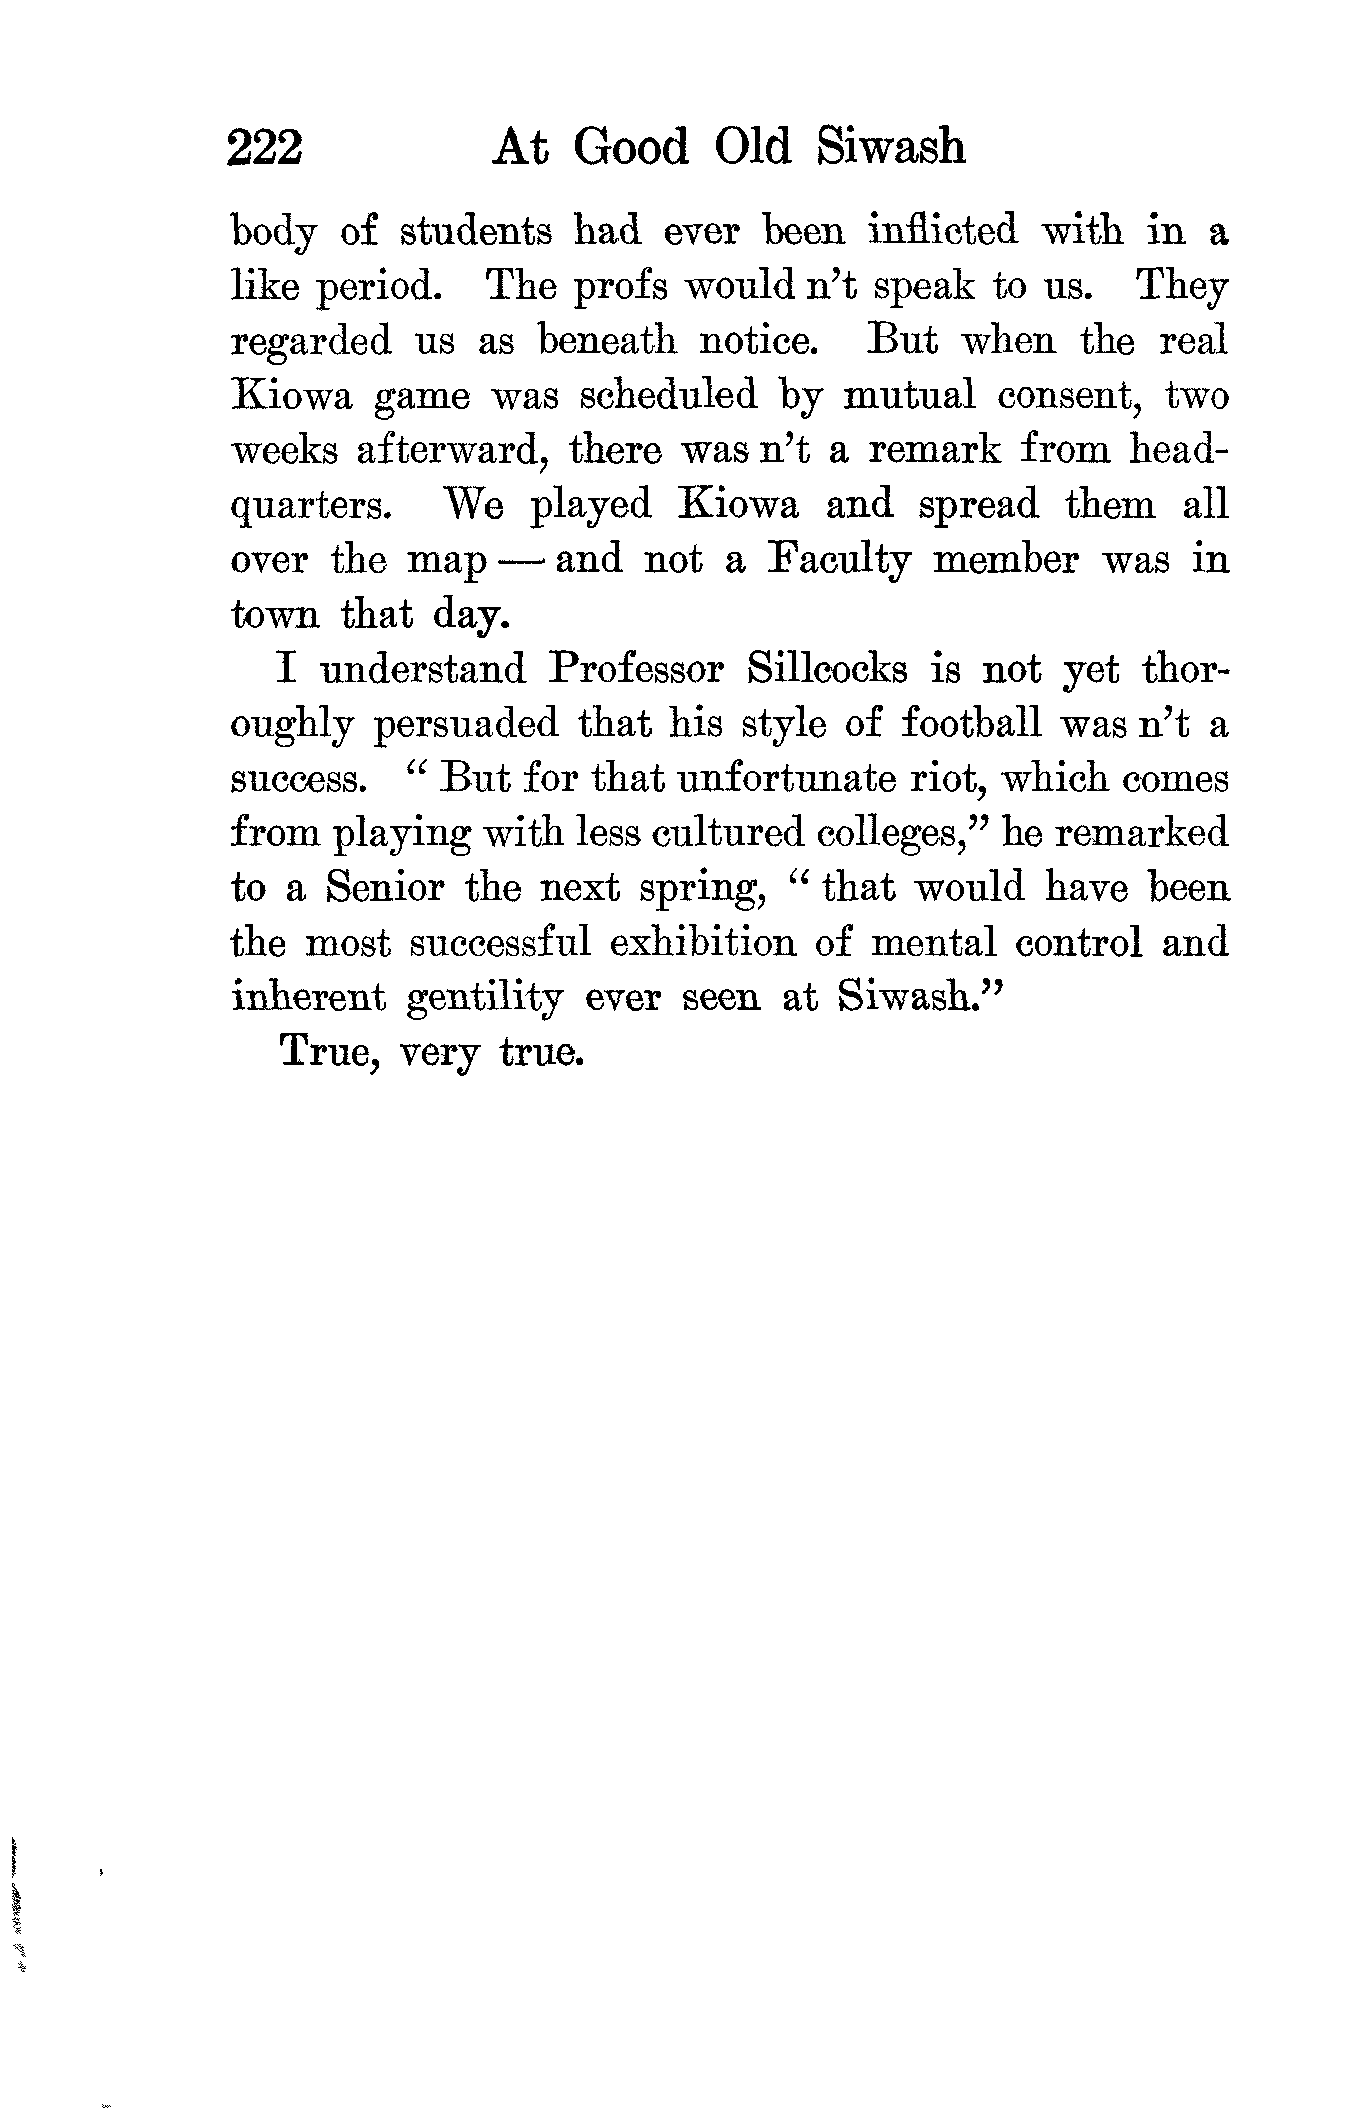 222 At Good Old Siwash
body of students had ever been inflicted with in a
like period. The profs would n't speak to us. They
regarded us as beneath notice. But when the real
Kiowa game was scheduled by mutual consent, two
weeks afterward, there was n't a remark from head-
quarters. We played Kiowa and spread them all
over the map — and not a Faculty member was in
town that day.
I understand Professor Sillcocks is not yet thor-
oughly persuaded that his style of football was n't a
success. " But for that unfortunate riot, which comes
from playing with less cultured colleges," he remarked
to a Senior the next spring, " that would have been
the most successful exhibition of mental control and
inherent gentility ever seen at Siwash."
True, very true.